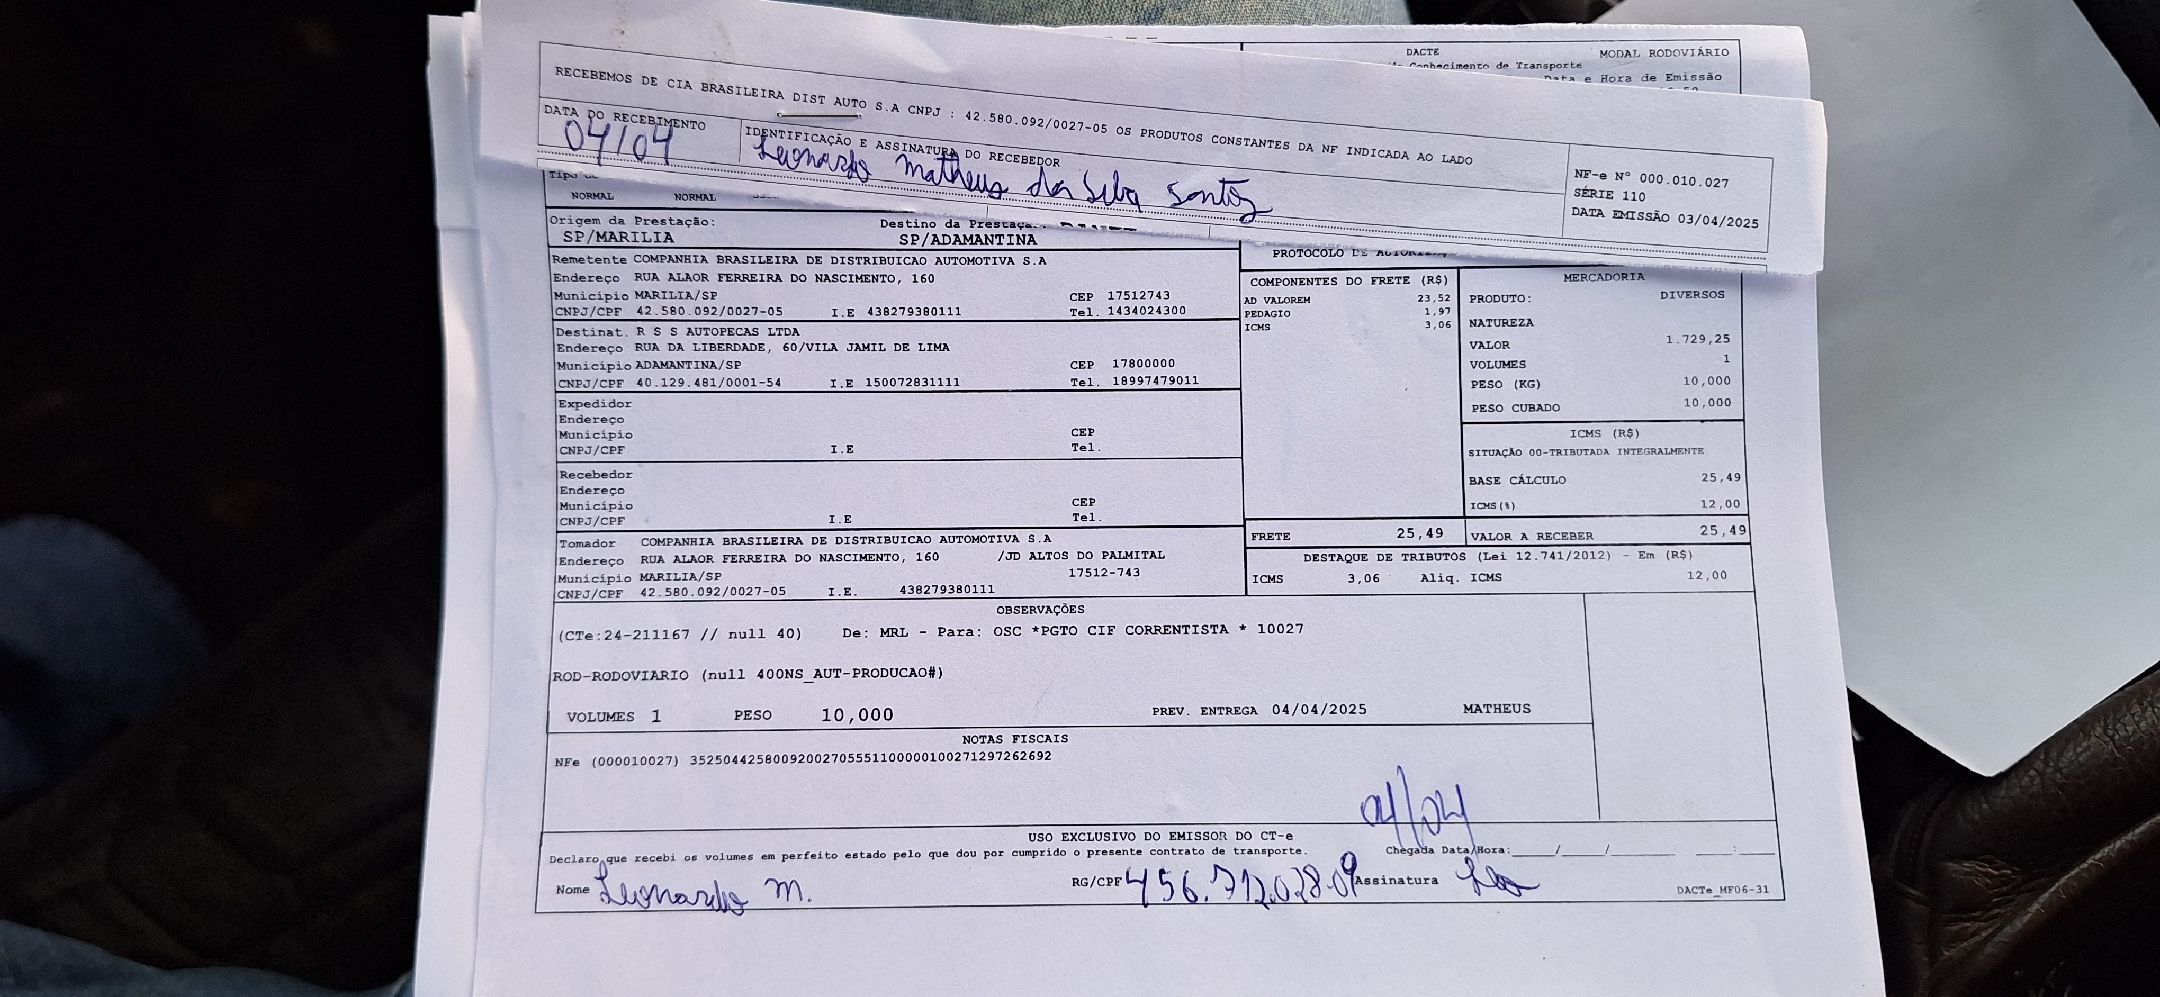 DACTE
MODAL RODOVIÁRIO
Conhecimento de Transporte
Data e Hora de Emissão
RECEBEMOS DE CIA BRASILEIRA DIST AUTO S.A CNPJ : 42.580.092/0027-05 OS PRODUTOS CONSTANTES DA NF INDICADA AO LADO
DATA DO RECEBIMENTO
04/04
IDENTIFICAÇÃO E ASSINATURA DO RECEBEDOR
Leonardo Matheus da Silva Santos
NF-e Nº 000.010.027
SÉRIE 110
DATA EMISSÃO 03/04/2025
Tipo
NORMAL NORMAL
Origem da Prestação:
SP/MARILIA
Destino da Prestaça
SP/ADAMANTINA
PROTOCOLO DE
Remetente COMPANHIA BRASILEIRA DE DISTRIBUICAO AUTOMOTIVA S.A
Endereço RUA ALAOR FERREIRA DO NASCIMENTO, 160
Município MARILIA/SP CEP 17512743
CNPJ/CPF 42.580.092/0027-05 I.E 438279380111 Tel. 1434024300
Destinat. R S S AUTOPECAS LTDA
Endereço RUA DA LIBERDADE, 60/VILA JAMIL DE LIMA
Município ADAMANTINA/SP CEP 17800000
CNPJ/CPF 40.129.481/0001-54 I.E 150072831111 Tel. 18997479011
Expedidor
Endereço
Município CEP
CNPJ/CPF I.E Tel.
Recebedor
Endereço
Município CEP
CNPJ/CPF I.E Tel.
Tomador COMPANHIA BRASILEIRA DE DISTRIBUICAO AUTOMOTIVA S.A
Endereço RUA ALAOR FERREIRA DO NASCIMENTO, 160 /JD ALTOS DO PALMITAL
Município MARILIA/SP 17512-743
CNPJ/CPF 42.580.092/0027-05 I.E. 438279380111
COMPONENTES DO FRETE (R$)
AD VALOREM 23,52
PEDAGIO 1,97
ICMS 3,06
MERCADORIA
PRODUTO: DIVERSOS
NATUREZA
VALOR 1.729,25
VOLUMES 1
PESO (KG) 10,000
PESO CUBADO 10,000
ICMS (R$)
SITUAÇÃO 00-TRIBUTADA INTEGRALMENTE
BASE CÁLCULO 25,49
ICMS(%) 12,00
FRETE 25,49 VALOR A RECEBER 25,49
DESTAQUE DE TRIBUTOS (Lei 12.741/2012) - Em (R$)
ICMS 3,06 Aliq. ICMS 12,00
OBSERVAÇÕES
(CTe:24-211167 // null 40) De: MRL - Para: OSC *PGTO CIF CORRENTISTA * 10027
ROD-RODOVIARIO (null 400NS_AUT-PRODUCAO#)
VOLUMES 1 PESO 10,000 PREV. ENTREGA 04/04/2025 MATHEUS
NOTAS FISCAIS
NFe (000010027) 35250442580092002705551100000100271297262692
04/04
USO EXCLUSIVO DO EMISSOR DO CT-e
Declaro que recebi os volumes em perfeito estado pelo que dou por cumprido o presente contrato de transporte. Chegada Data/Hora:_____/_____/_______ ____:____
Nome Leonardo M. RG/CPF 456.712.028.09 Assinatura Leo
DACTe_MF06-31